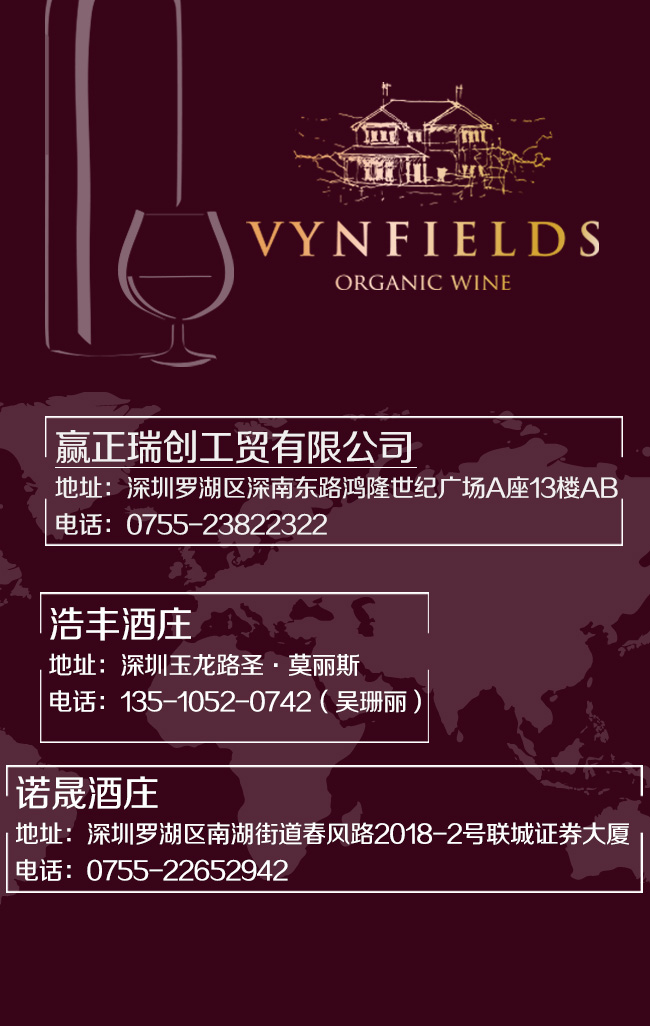 VYNFIELDS
ORGANIC WINE
赢正瑞创工贸有限公司
地址：深圳罗湖区深南东路鸿隆世纪广场A座13楼AB
电话：0755-23822322
浩丰酒庄
地址：深圳玉龙路圣·莫丽斯
电话：135-1052-0742（吴珊丽）
诺晟酒庄
地址：深圳罗湖区南湖街道春风路2018-2号联城证券大厦
电话：0755-22652942